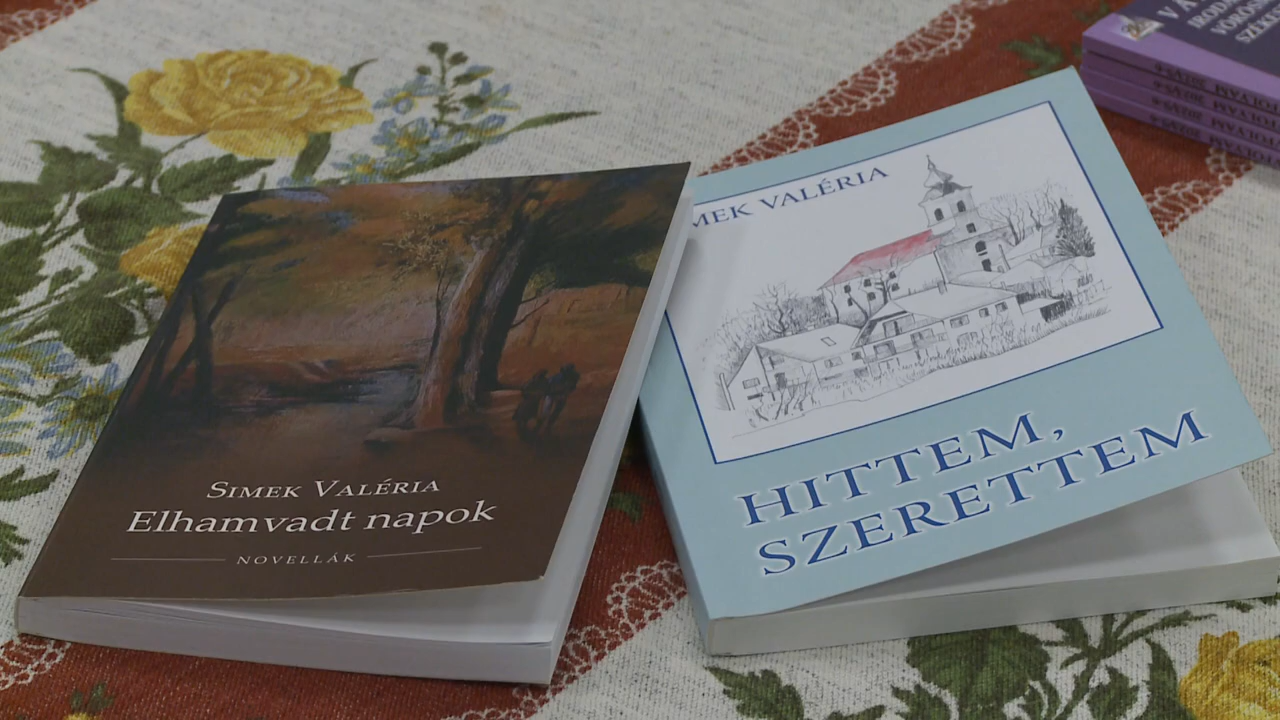 SIMEK VALÉRIA
Elhamvadt napok
NOVELLÁK
MEK VALÉRIA
HITTEM,
SZERETTEM